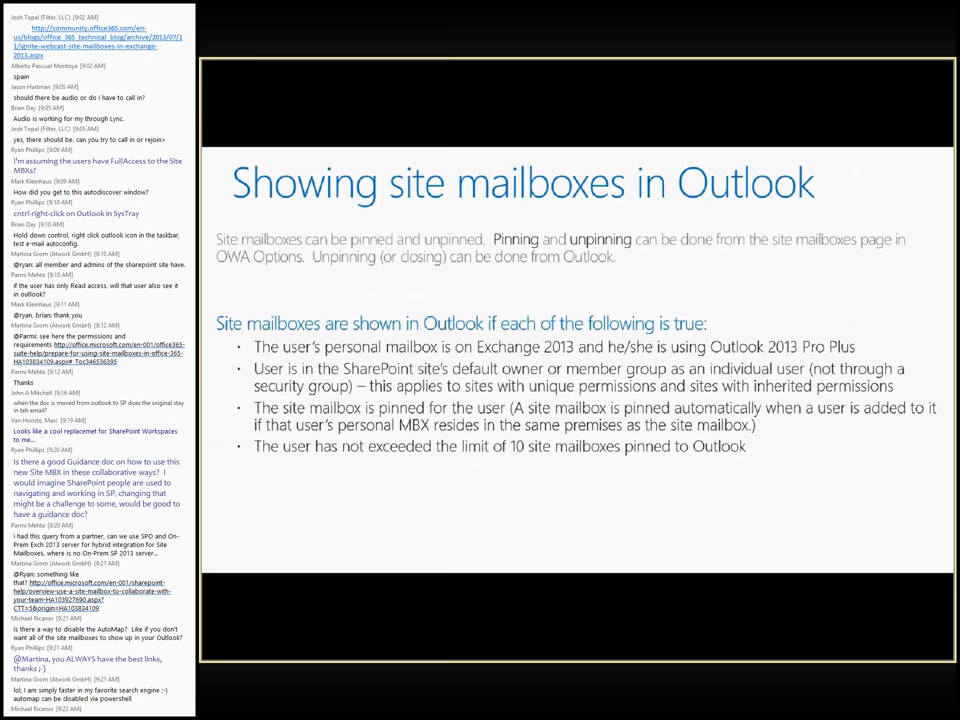 Josh Topal (Filter, LLC) [9:02 AM]
http://community.office365.com/en-
us/blogs/office_365_technical_blog/archive/2013/07/1
1/ignite-webcast-site-mailboxes-in-exchange-
2013.aspx
Alberto Pascual Montoya [9:02 AM]
spain
Jason Hartman [9:05 AM]
should there be audio or do I have to call in?
Brian Day [9:05 AM]
Audio is working for my through Lync.
Josh Topal (Filter, LLC) [9:05 AM]
yes, there should be. can you try to call in or rejoin>
Ryan Phillips [9:09 AM]
I'm assuming the users have FullAccess to the Site
MBXs?
Mark Kleinhaus [9:09 AM]
How did you get to this autodiscover window?
Ryan Phillips [9:10 AM]
cntrl-right-click on Outlook in SysTray
Brian Day [9:10 AM]
Hold down control, right click outlook icon in the taskbar,
test e-mail autoconfig.
Martina Grom (Atwork GmbH) [9:10 AM]
@ryan: all member and admins of the sharepoint site have.
Parmi Mehta [9:10 AM]
if the user has only Read access, will that user also see it
in outlook?
Mark Kleinhaus [9:11 AM]
@ryan, brian: thank you
Martina Grom (Atwork GmbH) [9:12 AM]
@Parmi: see here the permissions and
requirements http://office.microsoft.com/en-001/office365-
suite-help/prepare-for-using-site-mailboxes-in-office-365-
HA103834109.aspx#_Toc346536395
Parmi Mehta [9:12 AM]
Thanks
John A Mitchell [9:16 AM]
when the doc is moved from outlook to SP does the original stay
in teh email?
Van Hooste, Marc [9:19 AM]
Looks like a cool replacemet for SharePoint Workspaces
to me...
Ryan Phillips [9:20 AM]
Is there a good Guidance doc on how to use this
new Site MBX in these collaborative ways? I
would imagine SharePoint people are used to
navigating and working in SP, changing that
might be a challenge to some, would be good to
have a guidance doc?
Parmi Mehta [9:20 AM]
I had this query from a partner, can we use SPO and On-
Prem Exch 2013 server for hybrid integration for Site
Mailboxes. where is no On-Prem SP 2013 server...
Martina Grom (Atwork GmbH) [9:21 AM]
@Ryan: something like
that? http://office.microsoft.com/en-001/sharepoint-
help/overview-use-a-site-mailbox-to-collaborate-with-
your-team-HA103927690.aspx?
CTT=5&origin=HA103834109
Michael Ricanor [9:21 AM]
Is there a way to disable the AutoMap? Like if you don't
want all of the site mailboxes to show up in your Outlook?
Ryan Phillips [9:21 AM]
@Martina, you ALWAYS have the best links,
thanks ;-)
Martina Grom (Atwork GmbH) [9:21 AM]
lol, I am simply faster in my favorite search engine ;-)
automap can be disabled via powershell
Michael Ricanor [9:22 AM]
Showing site mailboxes in Outlook
Site mailboxes can be pinned and unpinned. Pinning and unpinning can be done from the site mailboxes page in
OWA Options. Unpinning (or closing) can be done from Outlook.
Site mailboxes are shown in Outlook if each of the following is true:
• The user's personal mailbox is on Exchange 2013 and he/she is using Outlook 2013 Pro Plus
• User is in the SharePoint site's default owner or member group as an individual user (not through a
security group) – this applies to sites with unique permissions and sites with inherited permissions
• The site mailbox is pinned for the user (A site mailbox is pinned automatically when a user is added to it
if that user's personal MBX resides in the same premises as the site mailbox.)
• The user has not exceeded the limit of 10 site mailboxes pinned to Outlook